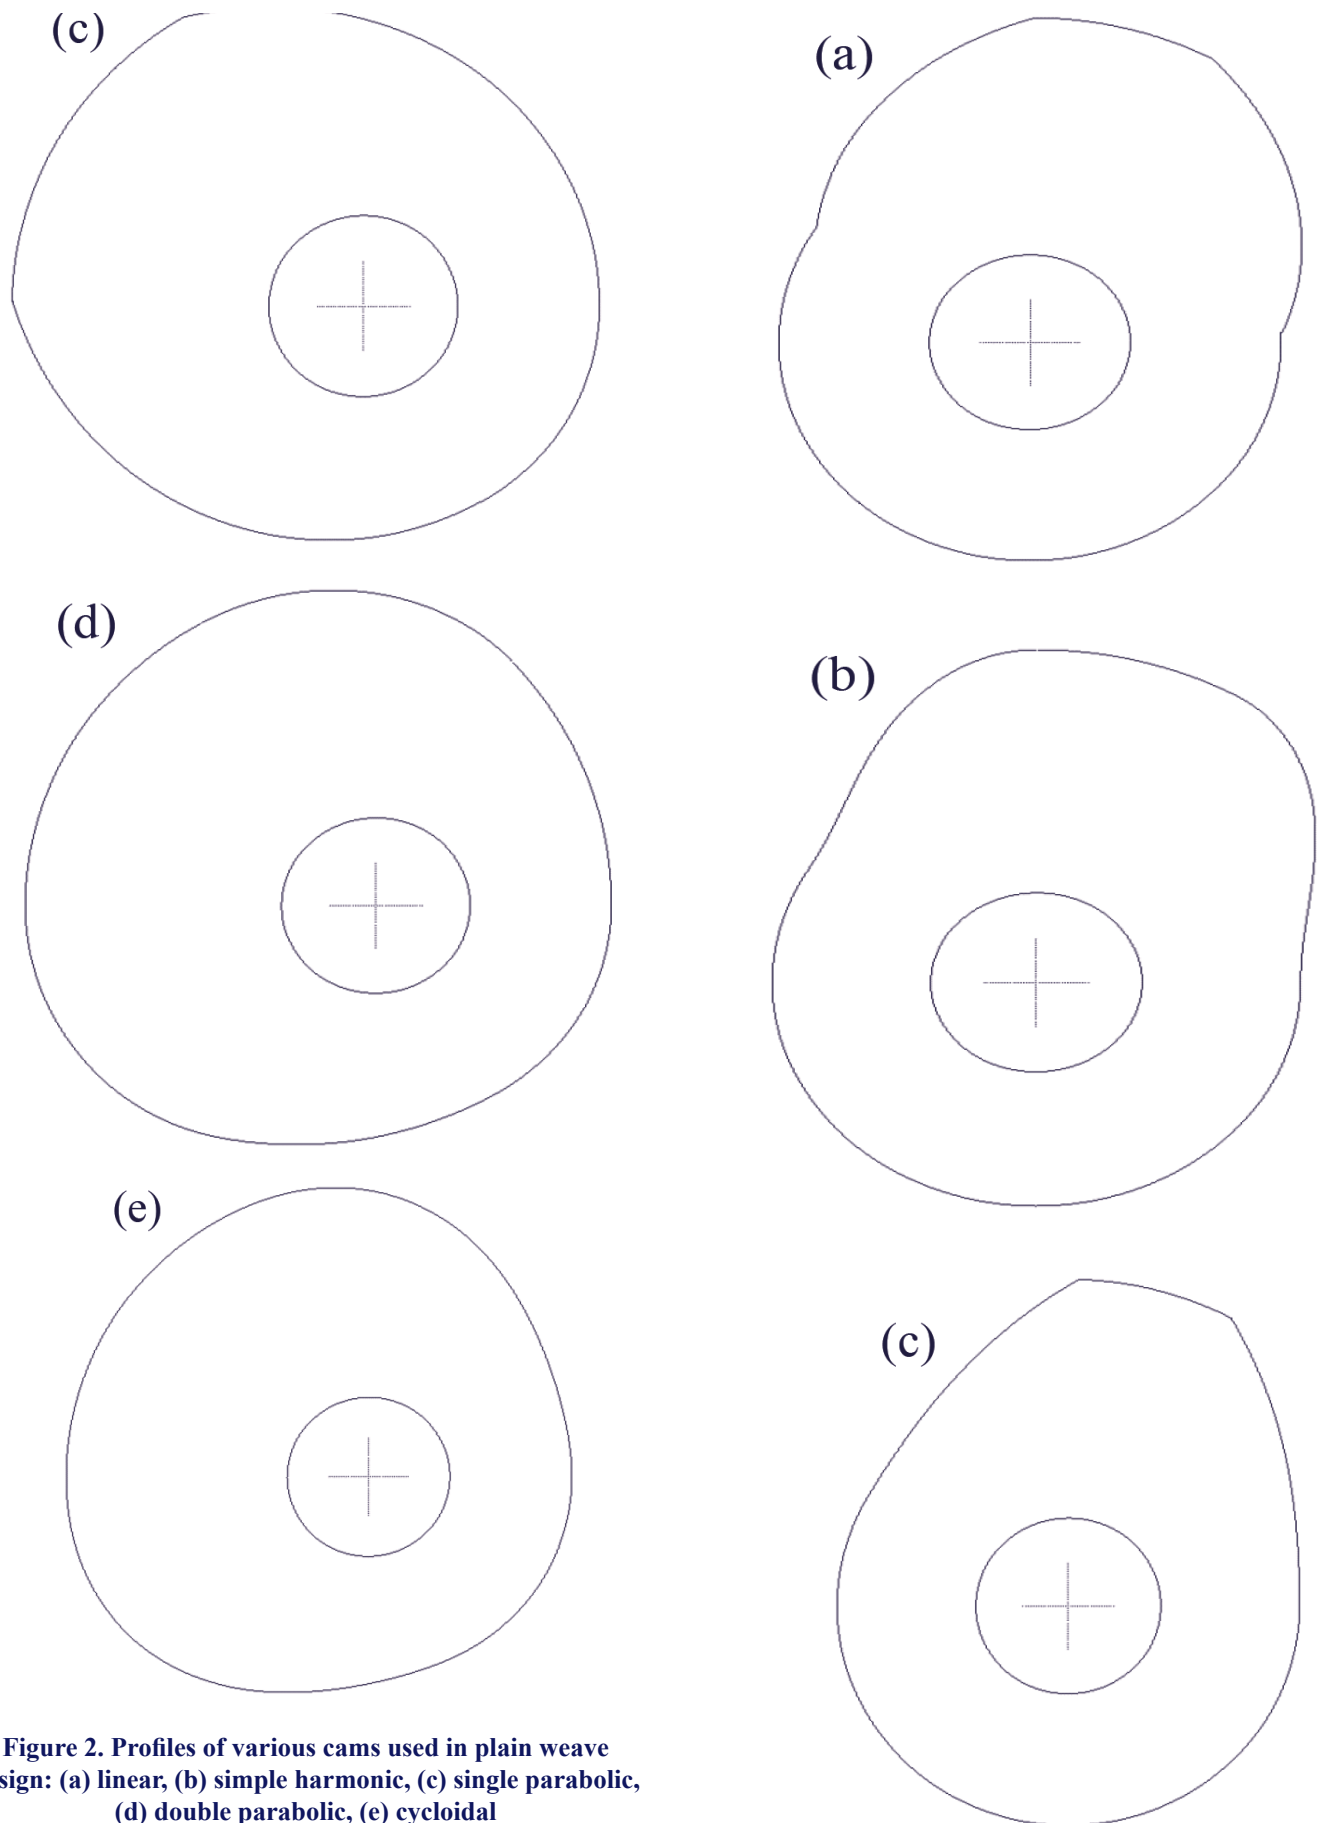 (c)
(d)
(e)
Figure 2. Profiles of various cams used in plain weave
sign: (a) linear, (b) simple harmonic, (c) single parabolic,
(d) double parabolic, (e) cycloidal
(a)
(b)
(c)